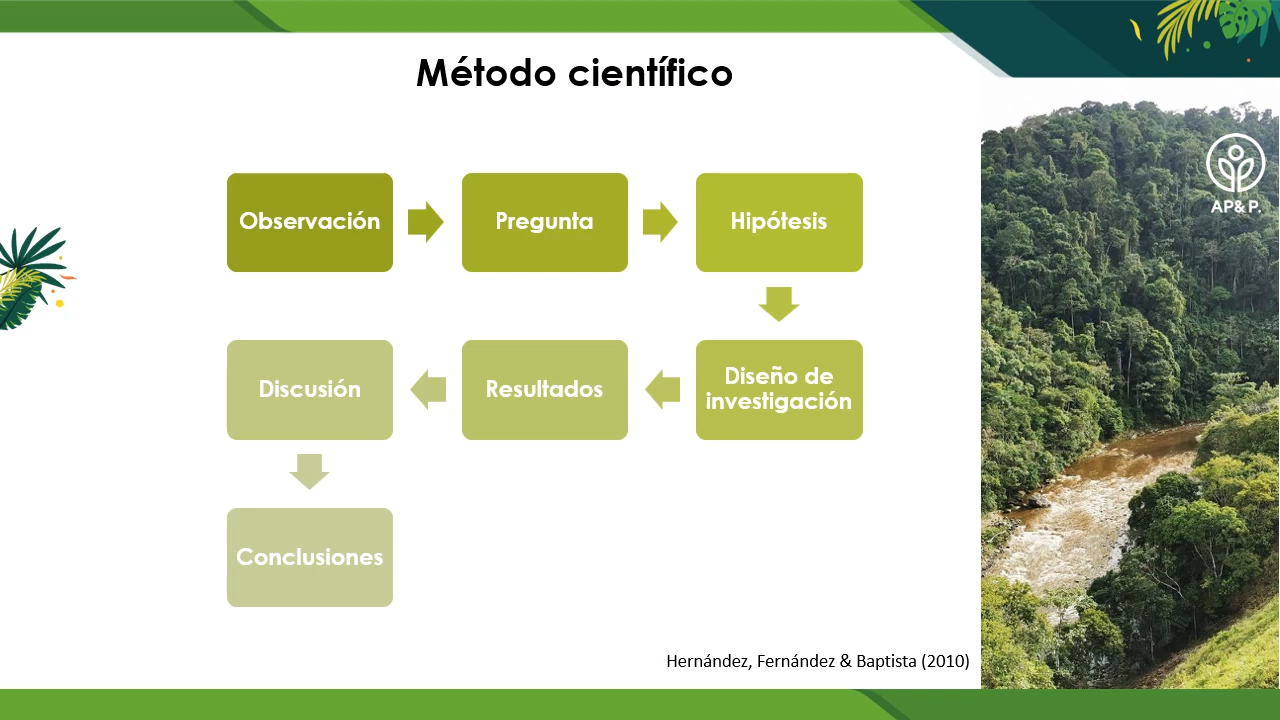 Método científico
Observación
Pregunta
Hipótesis
Diseño de
investigación
Resultados
Discusión
Conclusiones
Hernández, Fernández & Baptista (2010)
AP&P.